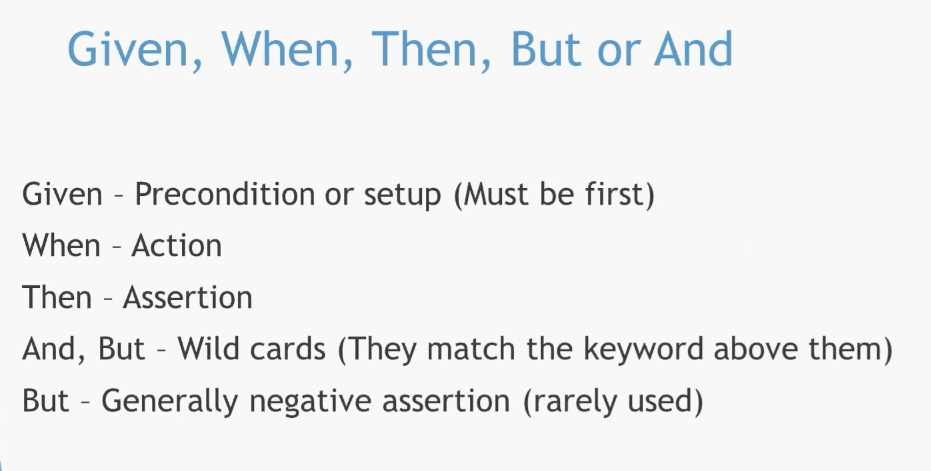 Given, When, Then, But or And
Given – Precondition or setup (Must be first)
When – Action
Then – Assertion
And, But – Wild cards (They match the keyword above them)
But – Generally negative assertion (rarely used)